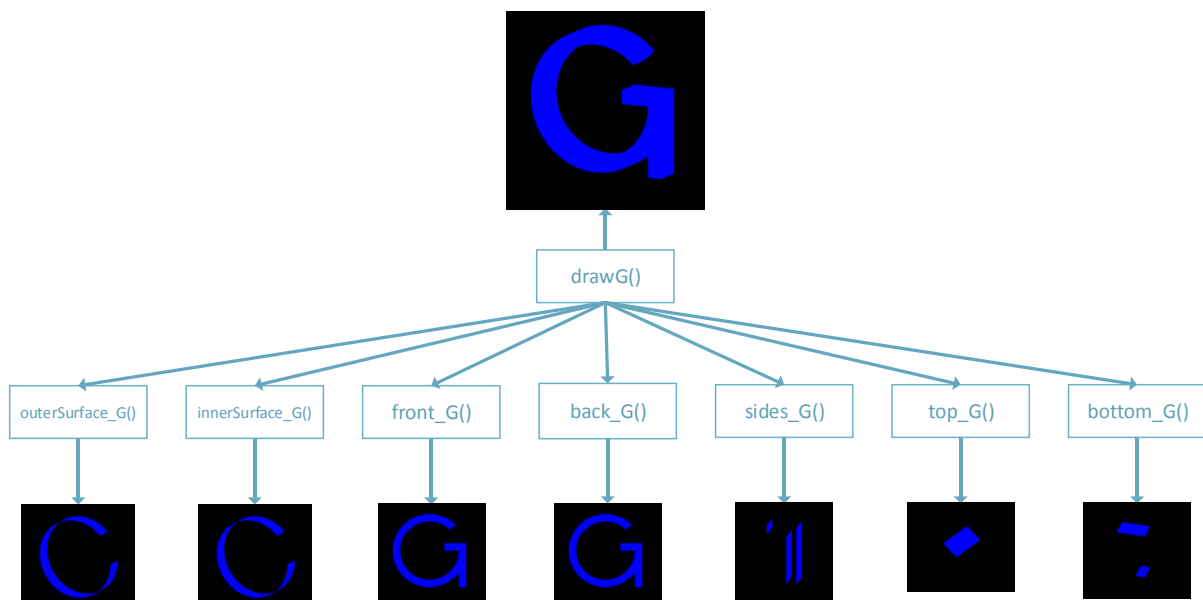 G
drawG()
outerSurface_G()
innerSurface_G()
front_G()
back_G()
sides_G()
top_G()
bottom_G()
G
G